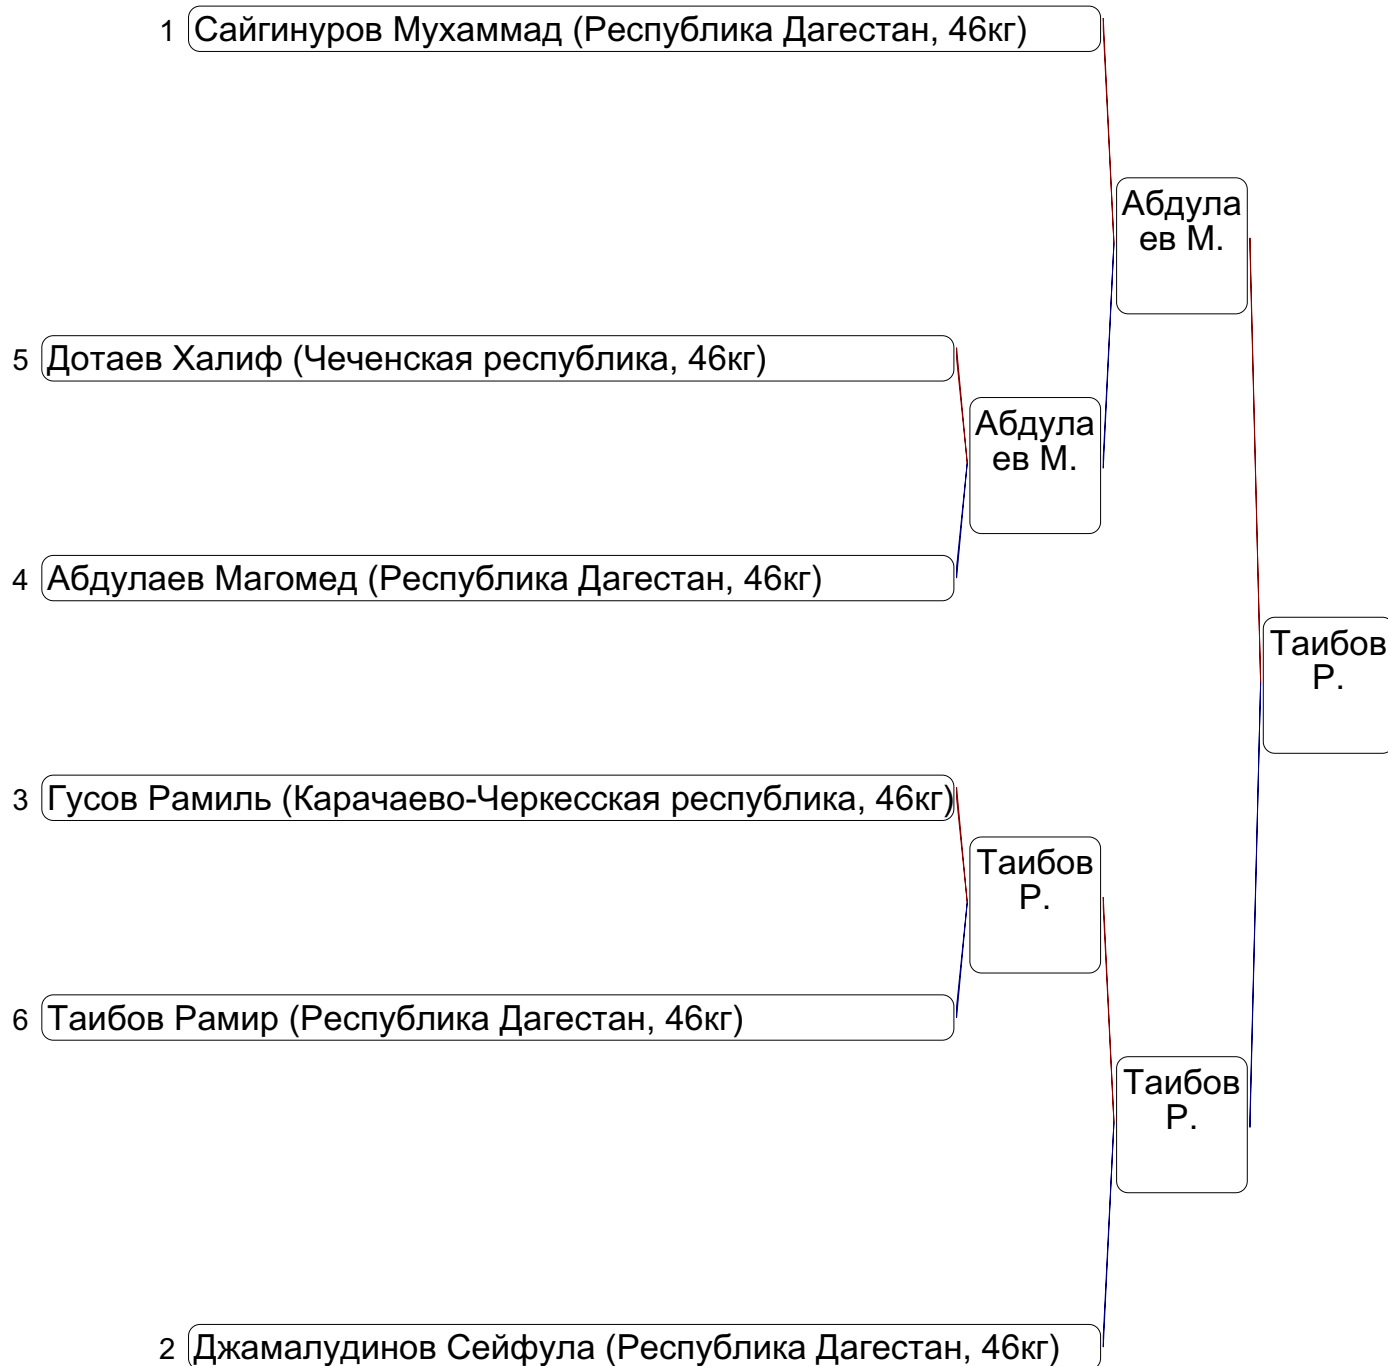 1 Сайгинуров Мухаммад (Республика Дагестан, 46кг)
Абдула
ев М.
5 Дотаев Халиф (Чеченская республика, 46кг)
Абдула
ев М.
4 Абдулаев Магомед (Республика Дагестан, 46кг)
Таибов
Р.
3 Гусов Рамиль (Карачаево-Черкесская республика, 46кг)
Таибов
Р.
6 Таибов Рамир (Республика Дагестан, 46кг)
Таибов
Р.
2 Джамалудинов Сейфула (Республика Дагестан, 46кг)